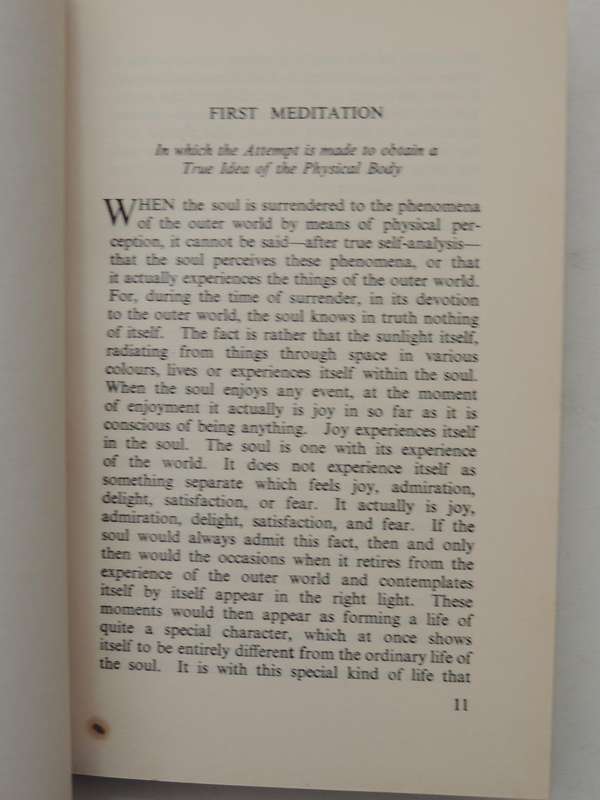 FIRST MEDITATION
In which the Attempt is made to obtain a
True Idea of the Physical Body
WHEN the soul is surrendered to the phenomena
of the outer world by means of physical per-
ception, it cannot be said—after true self-analysis—
that the soul perceives these phenomena, or that
it actually experiences the things of the outer world.
For, during the time of surrender, in its devotion
to the outer world, the soul knows in truth nothing
of itself. The fact is rather that the sunlight itself,
radiating from things through space in various
colours, lives or experiences itself within the soul.
When the soul enjoys any event, at the moment
of enjoyment it actually is joy in so far as it is
conscious of being anything. Joy experiences itself
in the soul. The soul is one with its experience
of the world. It does not experience itself as
something separate which feels joy, admiration,
delight, satisfaction, or fear. It actually is joy,
admiration, delight, satisfaction, and fear. If the
soul would always admit this fact, then and only
then would the occasions when it retires from the
experience of the outer world and contemplates
itself by itself appear in the right light. These
moments would then appear as forming a life of
quite a special character, which at once shows
itself to be entirely different from the ordinary life of
the soul. It is with this special kind of life that
11